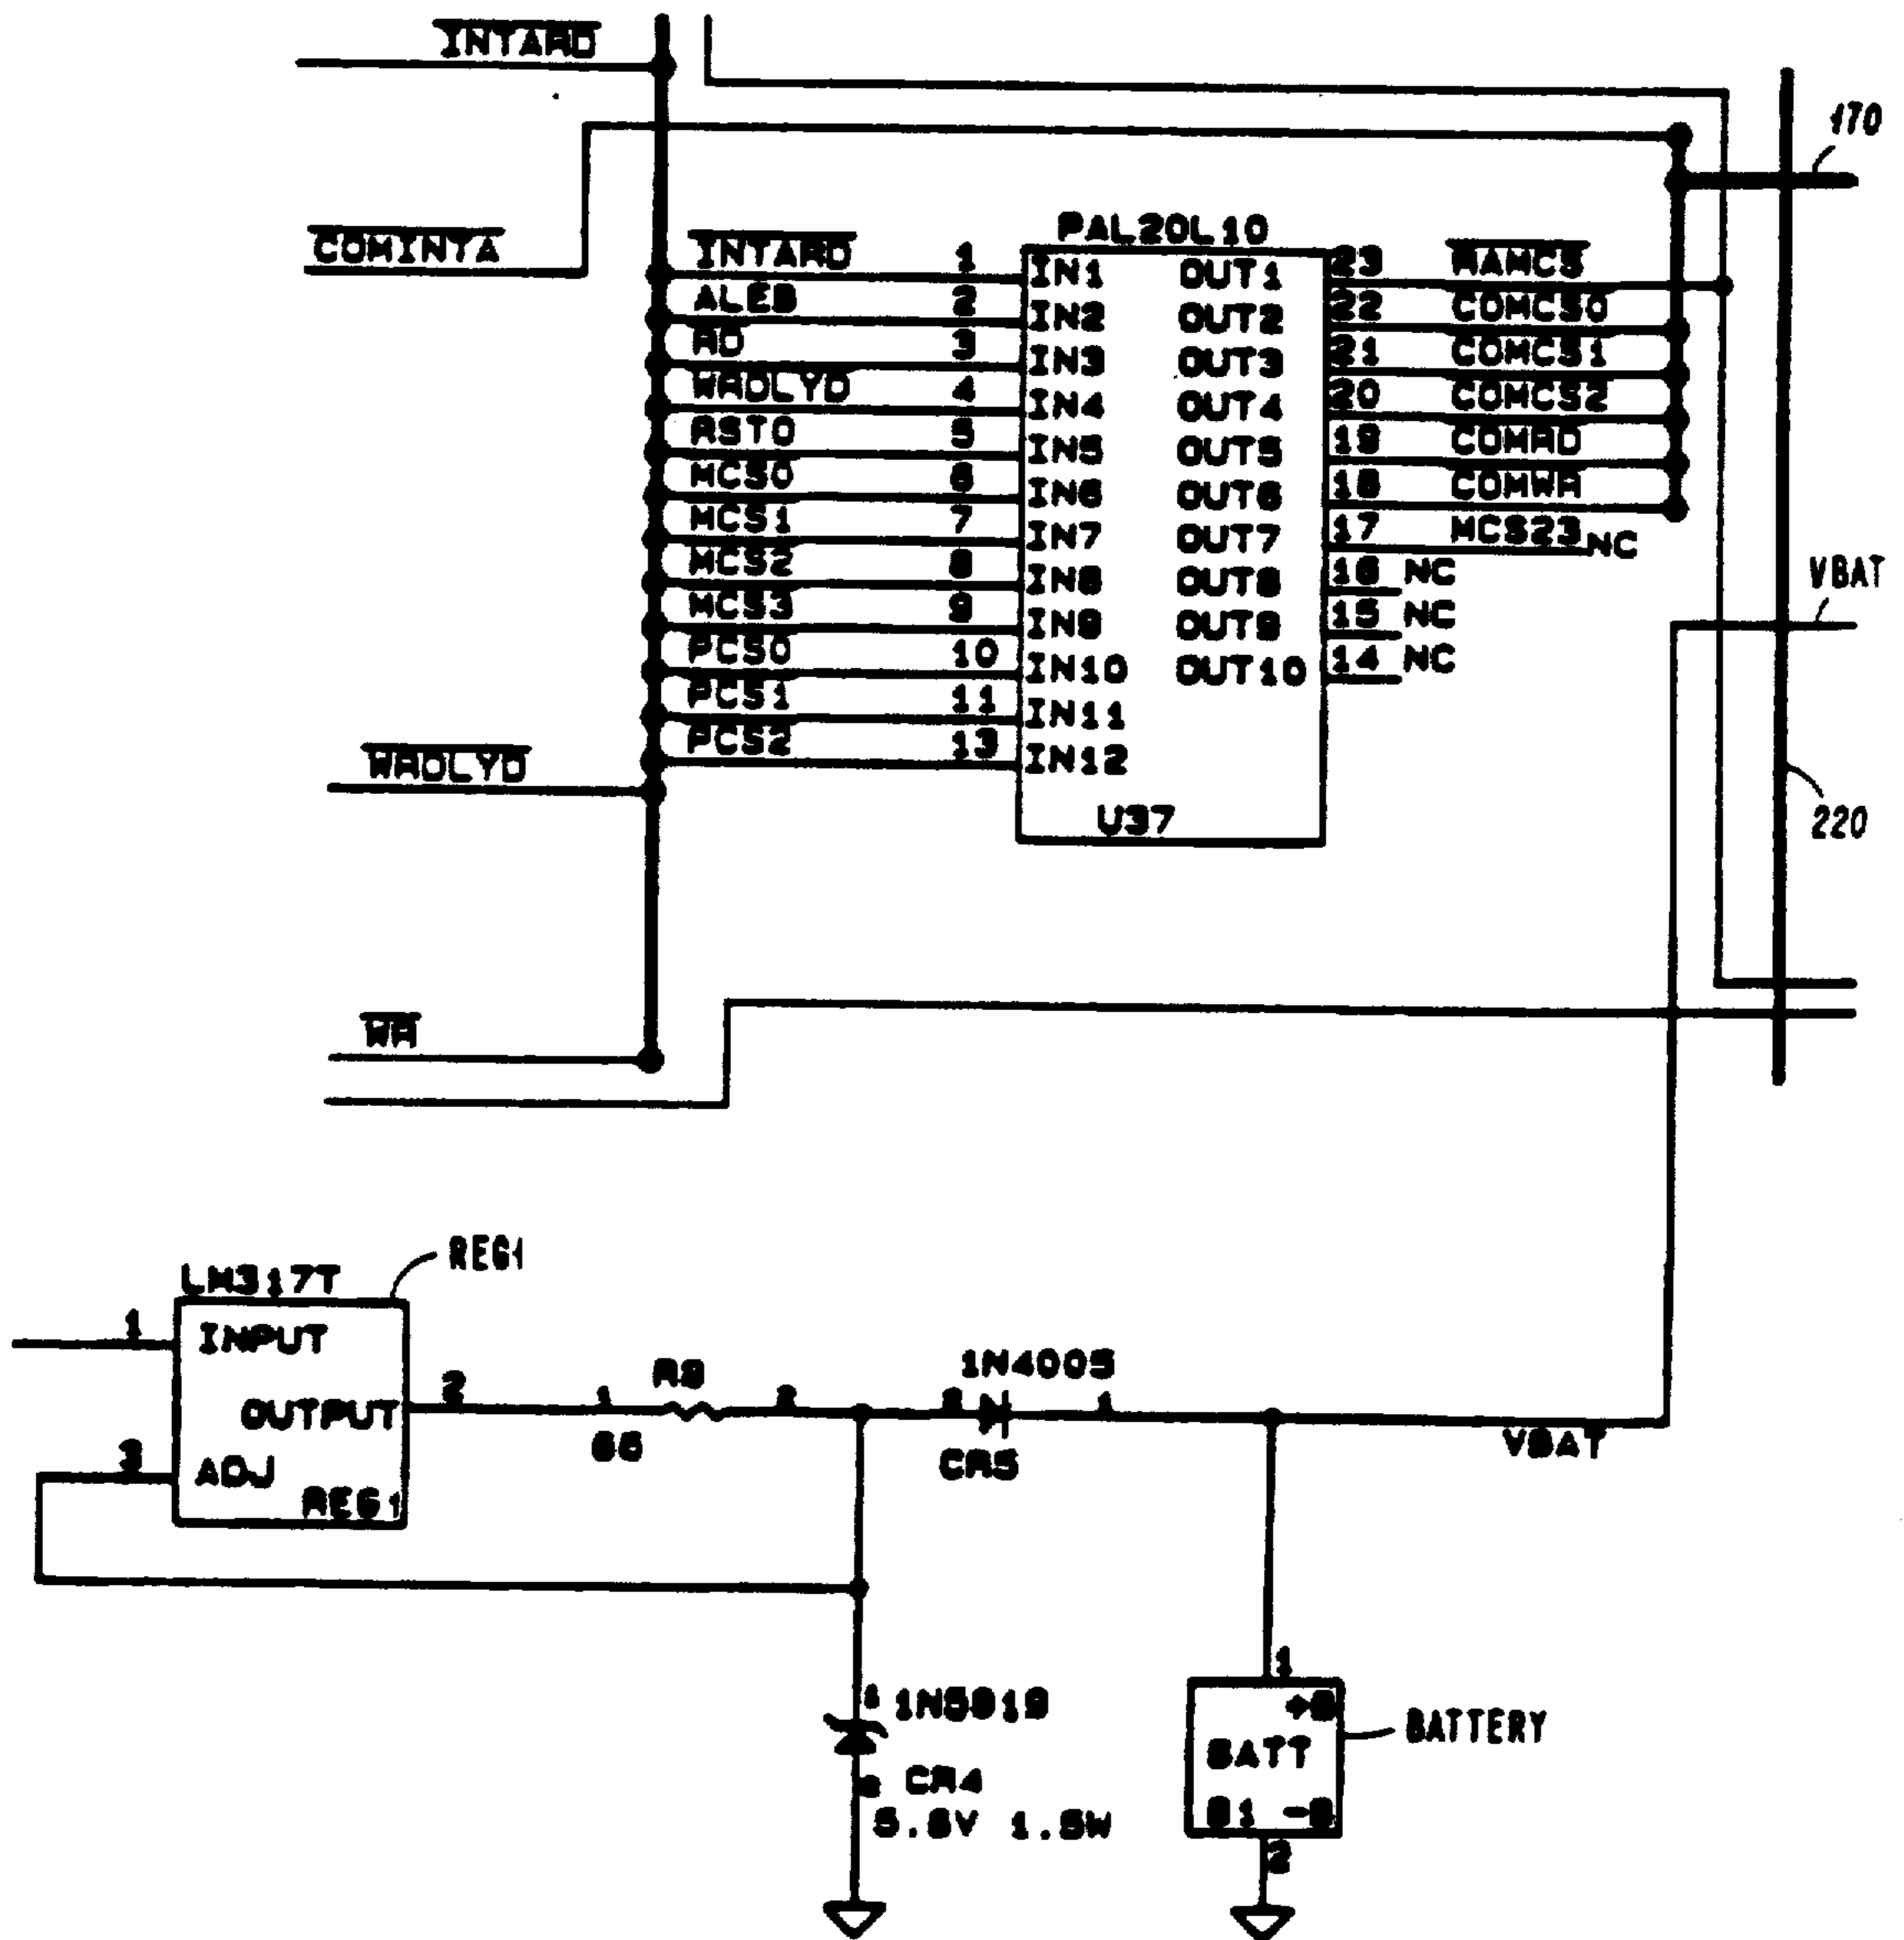 INTARD
170
COMINTA
PAL20L10
INTARD 1 IN1 OUT1 23 RAMCS
ALEB 2 IN2 OUT2 22 COMCS0
RD 3 IN3 OUT3 21 COMCS1
WRDLYD 4 IN4 OUT4 20 COMCS2
RST0 5 IN5 OUT5 19 COMRD
MCS0 6 IN6 OUT6 18 COMWR
MCS1 7 IN7 OUT7 17 MCS23 NC
MCS2 8 IN8 OUT8 16 NC
MCS3 9 IN9 OUT9 15 NC
PCS0 10 IN10 OUT10 14 NC
PCS1 11 IN11
PCS2 13 IN12
U37
VBAT
WRDLYD
220
WR
REG1
LM317T
1 INPUT
OUTPUT 2
3 ADJ
REG1
1 R9 2
2 1N4005 1
CR5
VBAT
1 1N5919
2 CR4
5.6V 1.5W
1
+B
BATT
B1 -B
2
BATTERY